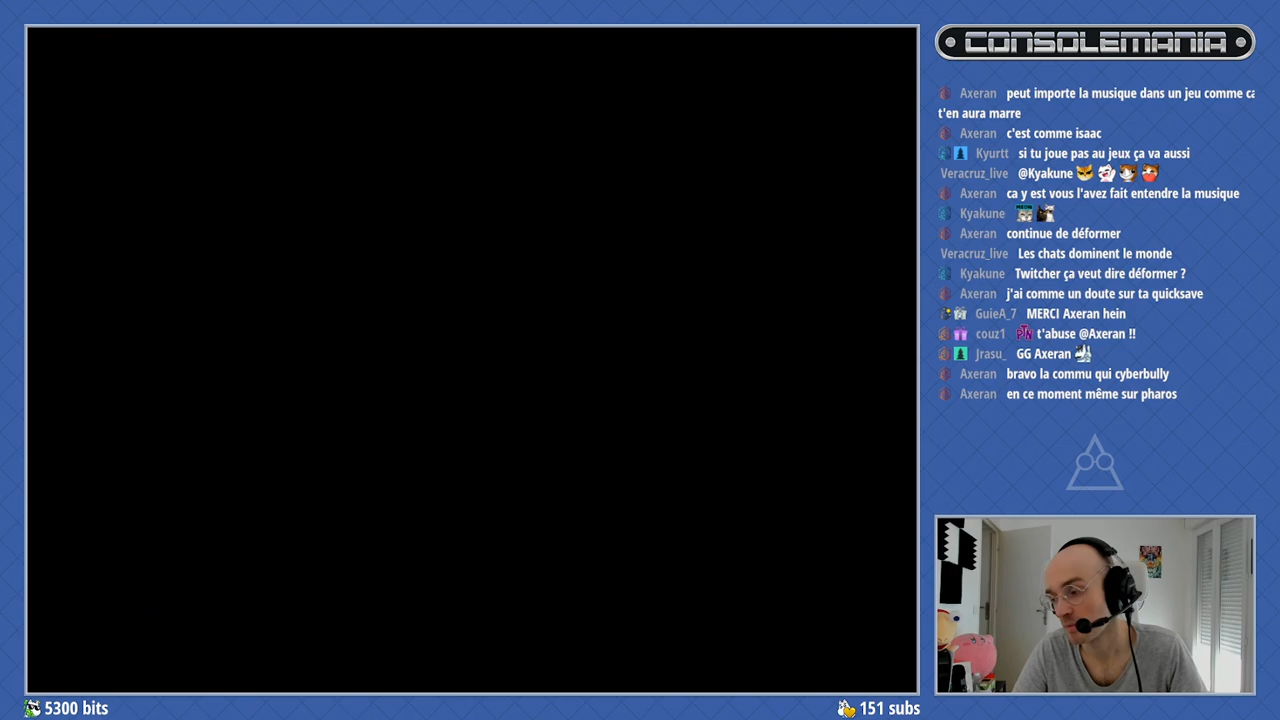 CONSOLEMANIA
Axeran peut importe la musique dans un jeu comme ca
t'en aura marre
Axeran c'est comme isaac
Kyurtt si tu joue pas au jeux ça va aussi
Veracruz_live @Kyakune
Axeran ca y est vous l'avez fait entendre la musique
Kyakune
Axeran continue de déformer
Veracruz_live Les chats dominent le monde
Kyakune Twitcher ça veut dire déformer ?
Axeran j'ai comme un doute sur ta quicksave
GuieA_7 MERCI Axeran hein
couz1 t'abuse @Axeran !!
Jrasu_ GG Axeran
Axeran bravo la commu qui cyberbully
Axeran en ce moment même sur pharos
5300 bits
151 subs